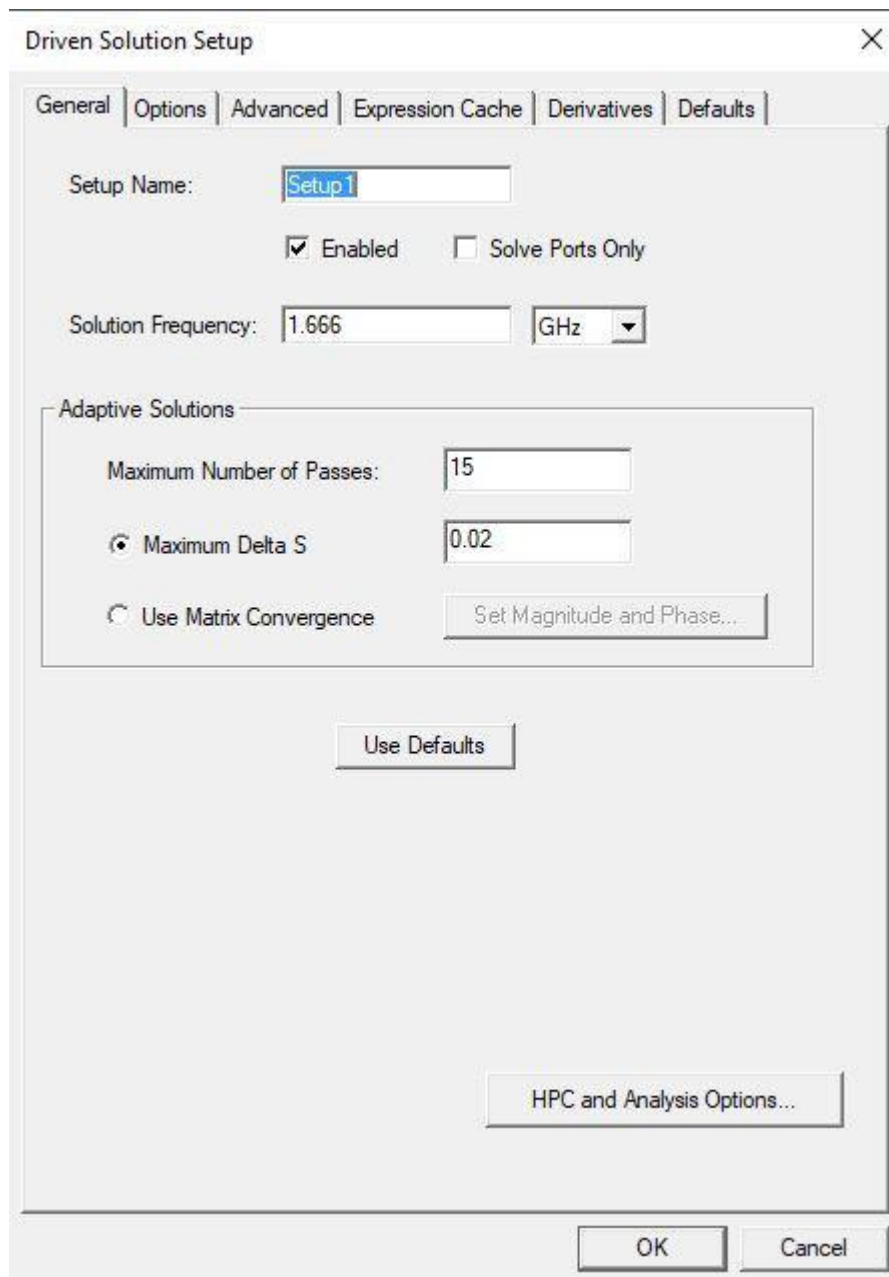 Driven Solution Setup
General Options Advanced Expression Cache Derivatives Defaults
Setup Name: Setup1
Enabled Solve Ports Only
Solution Frequency: 1.666 GHz
Adaptive Solutions
Maximum Number of Passes: 15
Maximum Delta S 0.02
Use Matrix Convergence Set Magnitude and Phase...
Use Defaults
HPC and Analysis Options...
OK Cancel